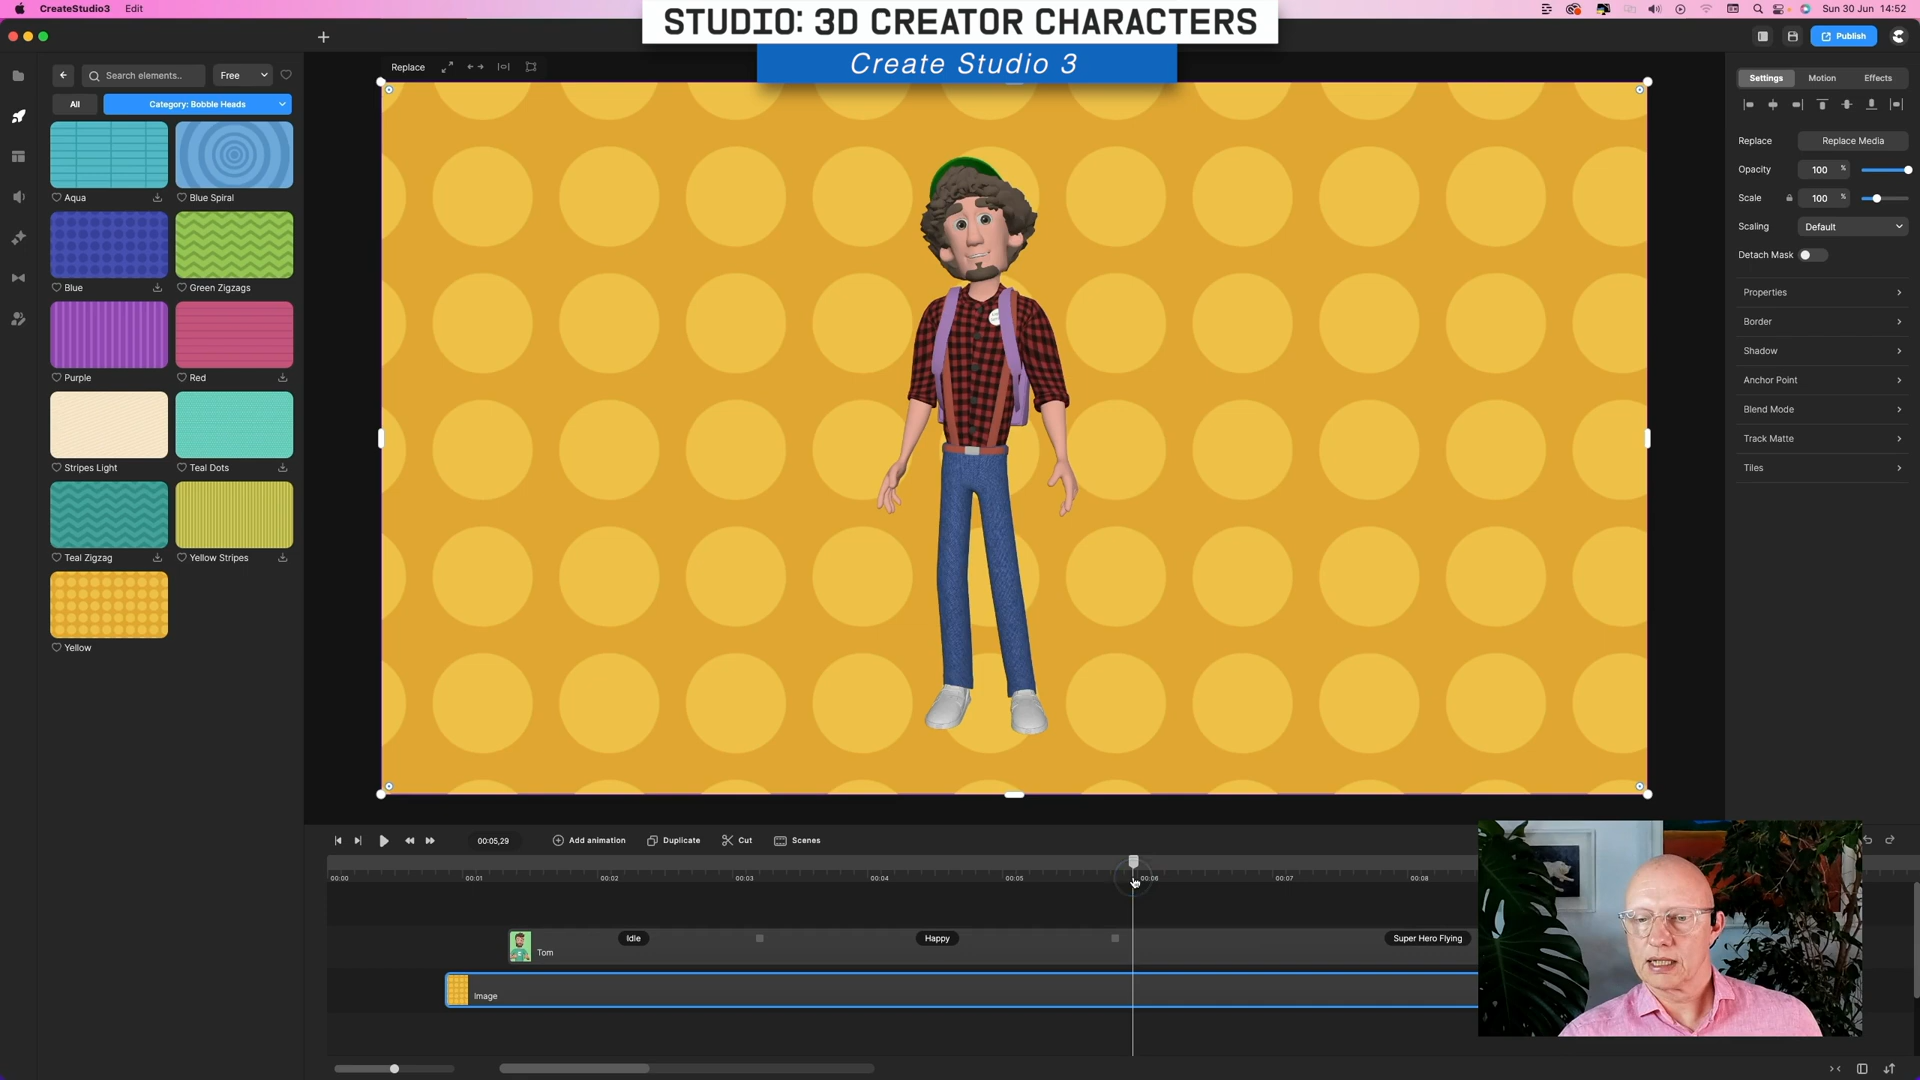 CreateStudio3 Edit
Sun 30 Jun 14:52
STUDIO: 3D CREATOR CHARACTERS
Create Studio 3
Publish
Search elements..
Free
All
Category: Bobble Heads
Aqua
Blue Spiral
Blue
Green Zigzags
Purple
Red
Stripes Light
Teal Dots
Teal Zigzag
Yellow Stripes
Yellow
Replace
Settings Motion Effects
Replace Replace Media
Opacity 100 %
Scale 100 %
Scaling Default
Detach Mask
Properties
Border
Shadow
Anchor Point
Blend Mode
Track Matte
Tiles
00:05,29
Add animation
Duplicate
Cut
Scenes
00:00 00:01 00:02 00:03 00:04 00:05 00:06 00:07 00:08
Idle Happy Super Hero Flying
Tom
Image